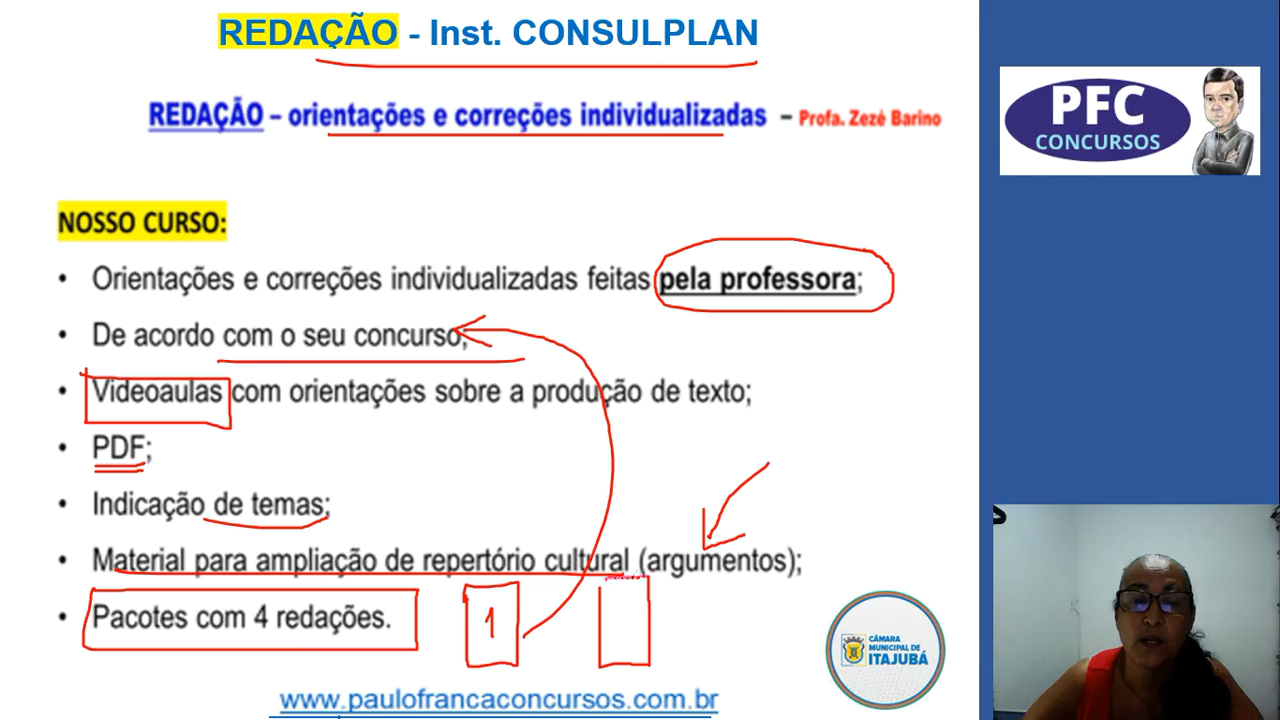 REDAÇÃO - Inst. CONSULPLAN
REDAÇÃO – orientações e correções individualizadas – Profa. Zezé Barino
PFC
CONCURSOS
NOSSO CURSO:
• Orientações e correções individualizadas feitas pela professora;
• De acordo com o seu concurso;
• Videoaulas com orientações sobre a produção de texto;
• PDF;
• Indicação de temas;
• Material para ampliação de repertório cultural (argumentos);
• Pacotes com 4 redações.
1
CÂMARA
MUNICIPAL DE
ITAJUBÁ
www.paulofrancaconcursos.com.br